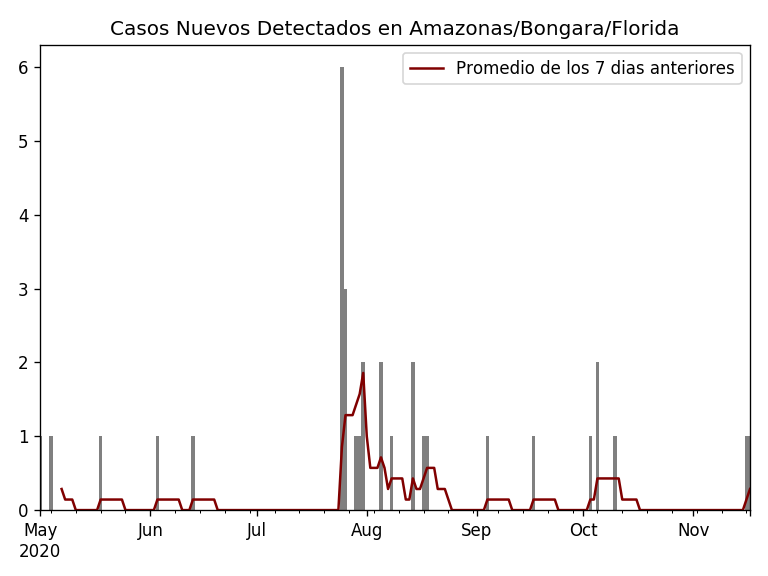 Casos Nuevos Detectados en Amazonas/Bongara/Florida
Promedio de los 7 dias anteriores
6
5
4
3
2
1
0
May Jun Jul Aug Sep Oct Nov
2020